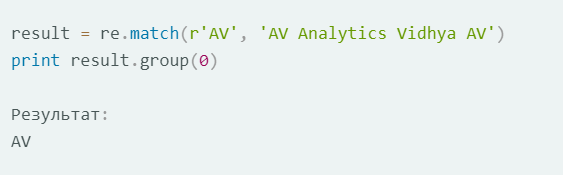 result = re.match(r'AV', 'AV Analytics Vidhya AV')
print result.group(0)
Результат:
AV